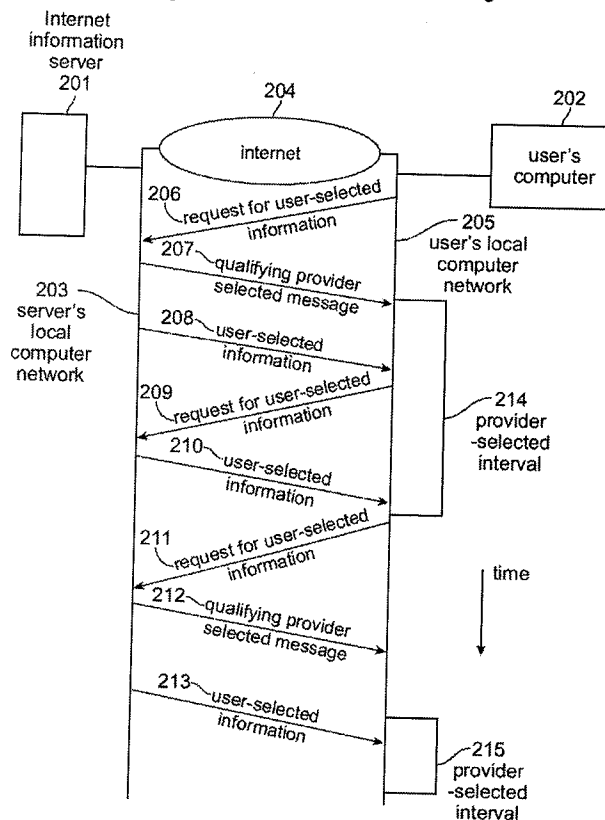 Internet
information
server
201
204
internet
202
user's
computer
206
request for user-selected
information
205
user's local
computer
network
207
qualifying provider
selected message
203
server's
local
computer
network
208
user-selected
information
209
request for user-selected
information
214
provider
-selected
interval
210
user-selected
information
211
request for user-selected
information
time
212
qualifying provider
selected message
213
user-selected
information
215
provider
-selected
interval